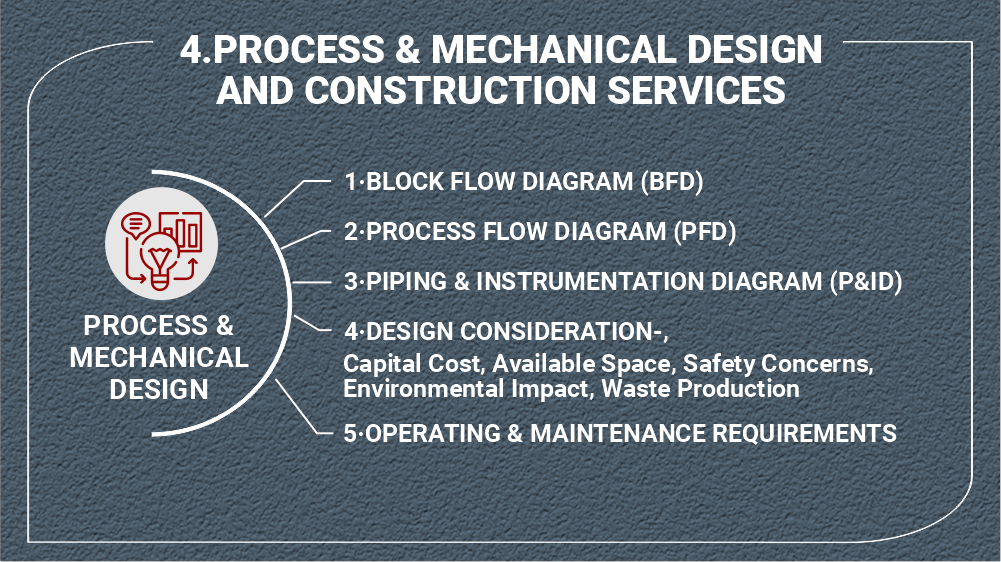 4.PROCESS & MECHANICAL DESIGN
AND CONSTRUCTION SERVICES
PROCESS &
MECHANICAL
DESIGN
1·BLOCK FLOW DIAGRAM (BFD)
2·PROCESS FLOW DIAGRAM (PFD)
3·PIPING & INSTRUMENTATION DIAGRAM (P&ID)
4·DESIGN CONSIDERATION-,
Capital Cost, Available Space, Safety Concerns,
Environmental Impact, Waste Production
5·OPERATING & MAINTENANCE REQUIREMENTS